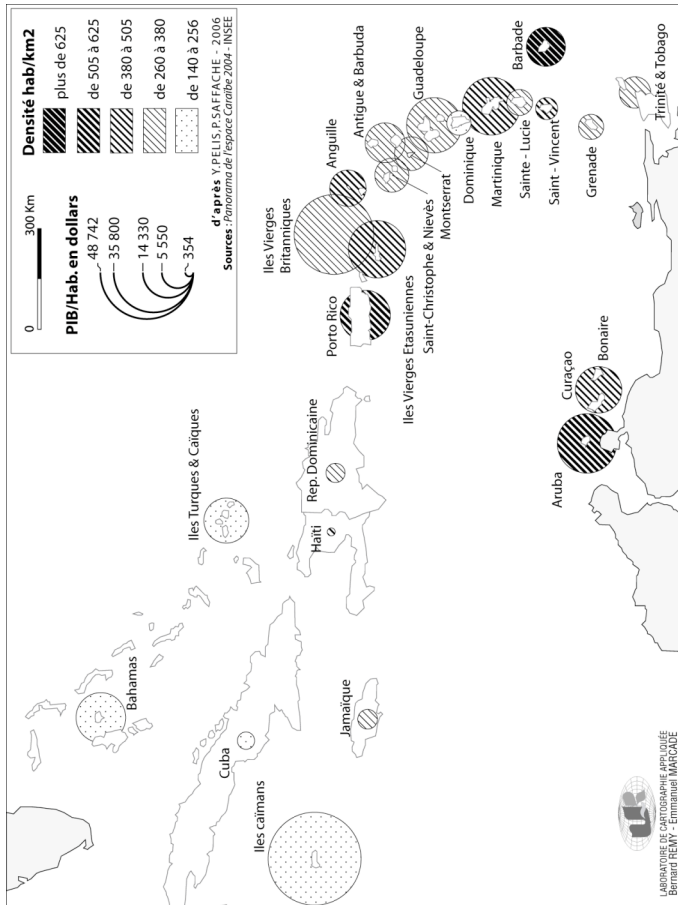 Densité hab/km2
plus de 625
de 505 à 625
de 380 à 505
de 260 à 380
de 140 à 256
0
300 Km
PIB/Hab. en dollars
48 742
35 800
14 330
5 550
354
d'après Y.PELIS,P.SAFFACHE - 2006
Sources : Panorama de l'espace Caraïbe 2004 - INSEE
Bahamas
Iles Turques & Caïques
Cuba
Iles caïmans
Jamaïque
Haïti
Rep. Dominicaine
Porto Rico
Iles Vierges
Britanniques
Iles Vierges Etasuniennes
Anguille
Saint-Christophe & Nievès
Antigue & Barbuda
Montserrat
Guadeloupe
Dominique
Martinique
Sainte - Lucie
Saint - Vincent
Barbade
Grenade
Trinité & Tobago
Aruba
Curaçao
Bonaire
LABORATOIRE DE CARTOGRAPHIE APPLIQUÉE
Bernard REMY - Emmanuel MARCADE